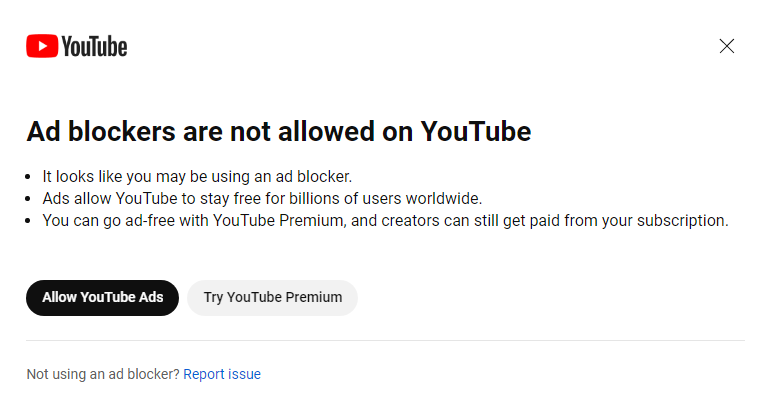 YouTube
Ad blockers are not allowed on YouTube
It looks like you may be using an ad blocker.
Ads allow YouTube to stay free for billions of users worldwide.
You can go ad-free with YouTube Premium, and creators can still get paid from your subscription.
Allow YouTube Ads
Try YouTube Premium
Not using an ad blocker? Report issue